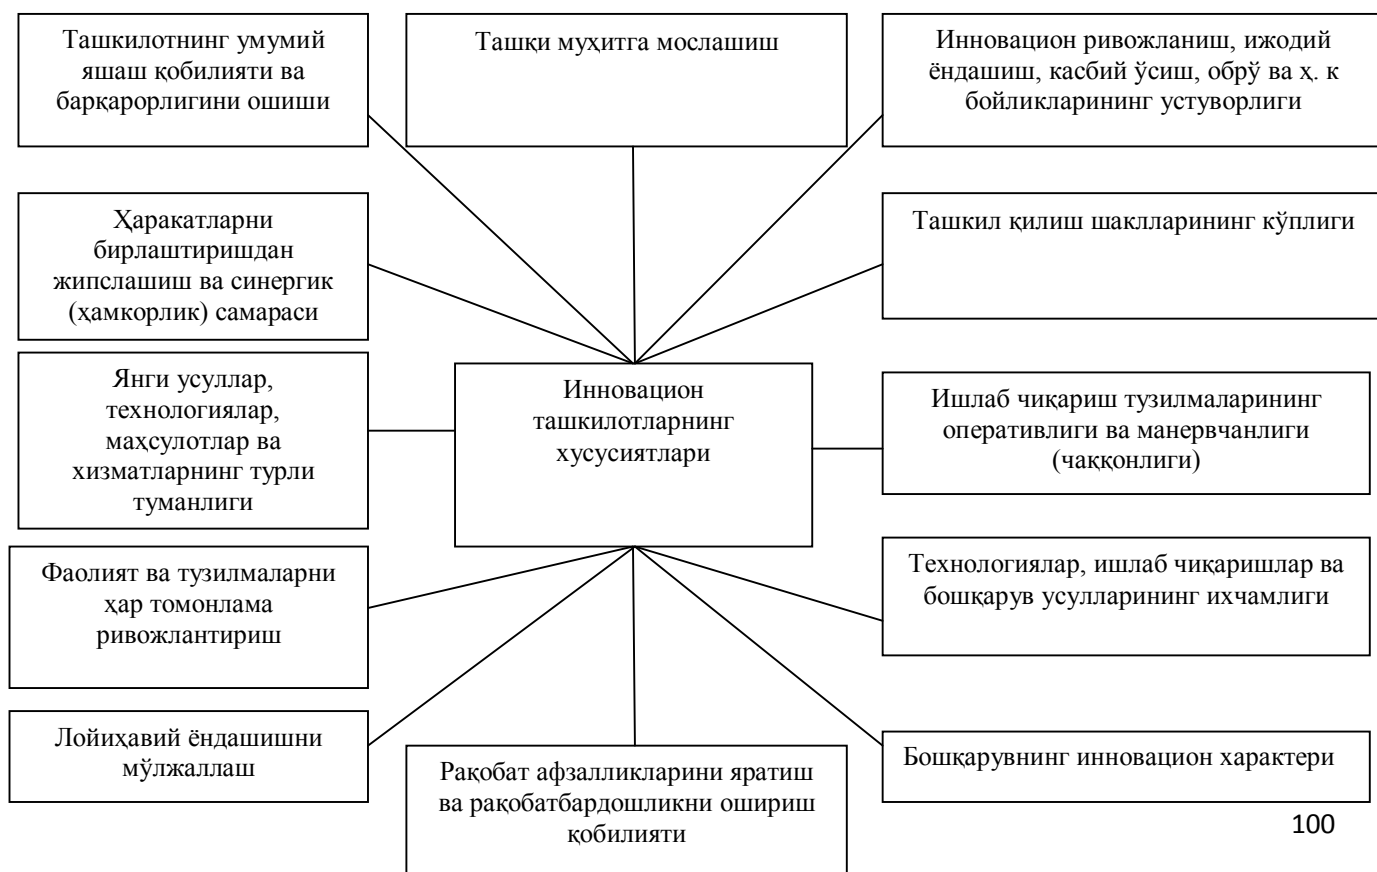 Ташкилотнинг умумий
яшаш қобилияти ва
барқарорлигини ошиши
Ташқи муҳитга мослашиш
Инновацион ривожланиш, ижодий
ёндашиш, касбий ўсиш, обрў ва ҳ. к
бойликларининг устуворлиги
Ҳаракатларни
бирлаштиришдан
жипслашиш ва синергик
(ҳамкорлик) самараси
Ташкил қилиш шаклларининг кўплиги
Янги усуллар,
технологиялар,
маҳсулотлар ва
хизматларнинг турли
туманлиги
Инновацион
ташкилотларнинг
хусусиятлари
Ишлаб чиқариш тузилмаларининг
оперативлиги ва манервчанлиги
(чаққонлиги)
Фаолият ва тузилмаларни
ҳар томонлама
ривожлантириш
Технологиялар, ишлаб чиқаришлар ва
бошқарув усулларининг ихчамлиги
Лойиҳавий ёндашишни
мўлжаллаш
Рақобат афзалликларини яратиш
ва рақобатбардошликни ошириш
қобилияти
Бошқарувнинг инновацион характери
100